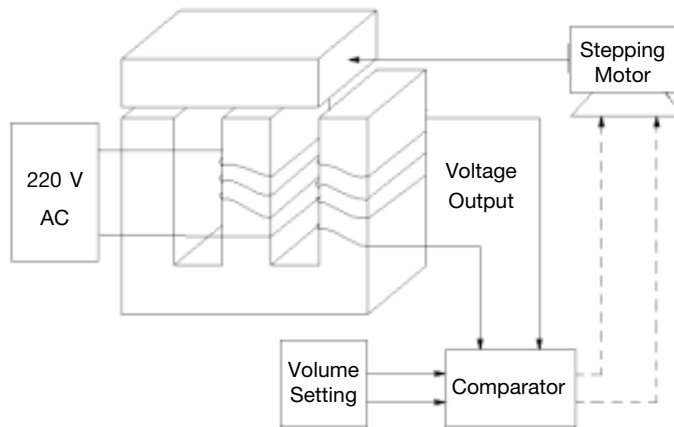 Stepping
Motor
220 V
AC
Voltage
Output
Volume
Setting
Comparator